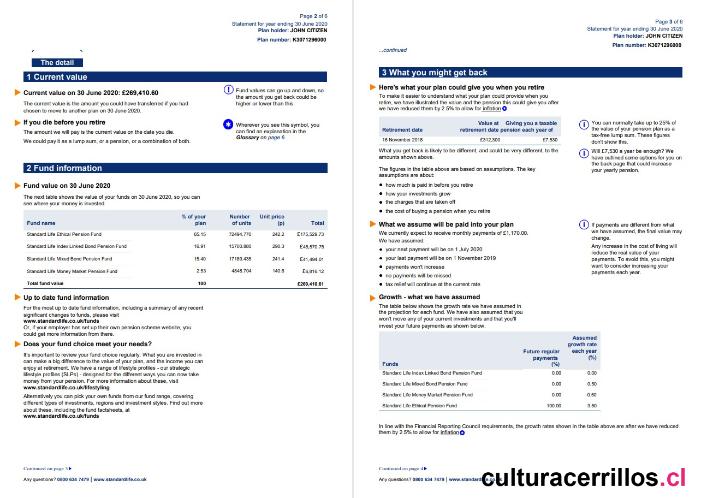 Page 2 of 6
Statement for year ending 30 June 2020
Plan holder: JOHN CITIZEN
Plan number: K3071296000
The detail
1 Current value
Current value on 30 June 2020: £269,410.60
The current value is the amount you could have transferred if you had
chosen to move to another plan on 30 June 2020.
If you die before you retire
The amount we will pay is the current value on the date you die.
We could pay it as a lump sum, or a pension, or a combination of both.
Fund values can go up and down, so
the amount you get back could be
higher or lower than this
Wherever you see this symbol, you
can find an explanation in the
Glossary on page 6
2 Fund information
Fund value on 30 June 2020
The next table shows the value of your funds on 30 June 2020, so you can
see where your money is invested
Fund name % of your plan Number of units Unit price (p) Total
Standard Life Ethical Pension Fund 65.15 72494.770 242.2 £175,529.73
Standard Life Index Linked Bond Pension Fund 16.91 15703.880 290.3 £45,570.75
Standard Life Mixed Bond Pension Fund 15.40 17180.435 241.4 £41,494.01
Standard Life Money Market Pension Fund 2.53 4848.704 140.8 £6,816.12
Total fund value 100 £269,410.61
Up to date fund information
For the most up to date fund information, including a summary of any recent
significant changes to funds, please visit
www.standardlife.co.uk/funds
Or, if your employer has set up their own pension scheme website, you
could get more information from there.
Does your fund choice meet your needs?
It's important to review your fund choice regularly. What you are invested in
can make a big difference to the value of your plan, and the income you can
enjoy at retirement. We have a range of lifestyle profiles - our strategic
lifestyle profiles (SLPs) - designed for the different ways you can now take
money from your pension. For more information about these, visit
www.standardlife.co.uk/lifestyling
Alternatively you can pick your own funds from our fund range, covering
different types of investments, regions and investment styles. Find out more
about these, including the fund factsheets, at
www.standardlife.co.uk/funds
Continued on page 3
Any questions? 0800 634 7479 | www.standardlife.co.uk
Page 3 of 6
Statement for year ending 30 June 2020
Plan holder: JOHN CITIZEN
Plan number: K3071296000
...continued
3 What you might get back
Here's what your plan could give you when you retire
To make it easier to understand what your plan could provide when you
retire, we have illustrated the value and the pension this could give you after
we have reduced them by 2.5% to allow for inflation
Retirement date Value at retirement date Giving you a taxable pension each year of
16 November 2018 £312,800 £7,530
What you get back is likely to be different, and could be very different, to the
amounts shown above.
The figures in the table above are based on assumptions. The key
assumptions are about:
how much is paid in before you retire
how your investments grow
the charges that are taken off
the cost of buying a pension when you retire
You can normally take up to 25% of
the value of your pension plan as a
tax-free lump sum. These figures
don't show this.
Will £7,530 a year be enough? We
have outlined some options for you on
the back page that could increase
your yearly pension.
What we assume will be paid into your plan
We currently expect to receive monthly payments of £1,170.00.
We have assumed:
your next payment will be on 1 July 2020
your last payment will be on 1 November 2019
payments won't increase
no payments will be missed
tax relief will continue at the current rate
If payments are different from what
we have assumed, the final value may
change.
Any increase in the cost of living will
reduce the real value of your
payments. To avoid this, you might
want to consider increasing your
payments each year.
Growth - what we have assumed
The table below shows the growth rate we have assumed in
the projection for each fund. We have also assumed that you
won't move any of your current investments and that you'll
invest your future payments as shown below.
Funds Future regular payments (%) Assumed growth rate each year (%)
Standard Life Index Linked Bond Pension Fund 0.00 0.00
Standard Life Mixed Bond Pension Fund 0.00 0.50
Standard Life Money Market Pension Fund 0.00
Standard Life Ethical Pension Fund 100.00
In line with the Financial Reporting Council requirements, the growth rates shown in the table above are after we have reduced
them by 2.5% to allow for inflation
Continued on page 4
Any questions? 0800 634 7479 | www.standardlife.co.uk
culturacerrillos.cl